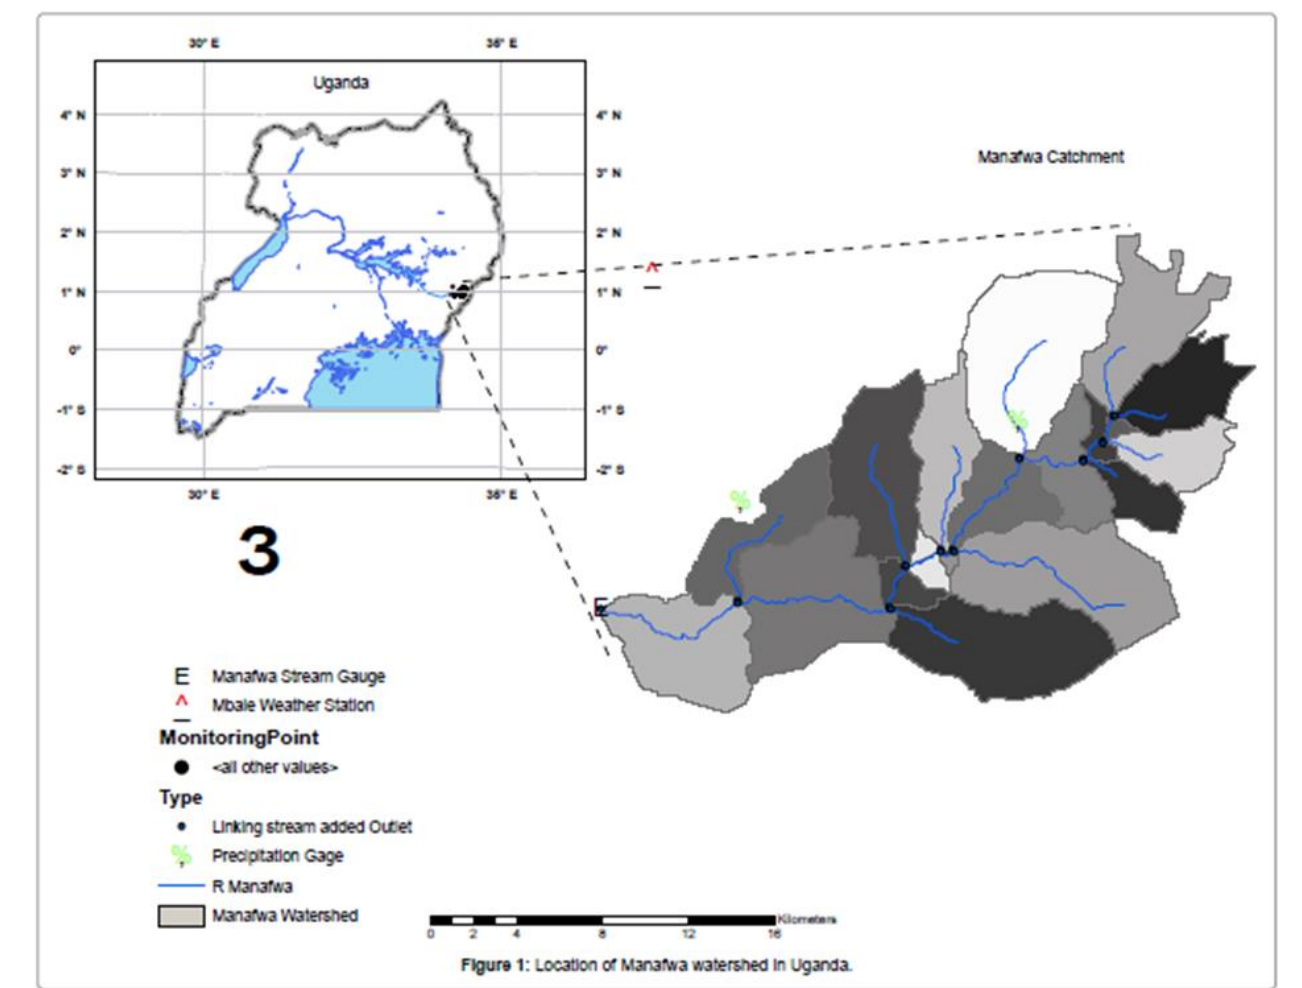 30° E 36° E
Uganda
4° N 4° N
3° N 3° N
2° N 2° N
1° N 1° N
0° 0°
-1° S -1° S
-2° S -2° S
30° E 36° E
Manafwa Catchment
^
%
,
%
,
3
E
E Manafwa Stream Gauge
^ Mbale Weather Station
MonitoringPoint
<all other values>
Type
Linking stream added Outlet
% Precipitation Gage
,
R Manafwa
Manafwa Watershed
Kilometers
0 2 4 8 12 16
Figure 1: Location of Manafwa watershed in Uganda.